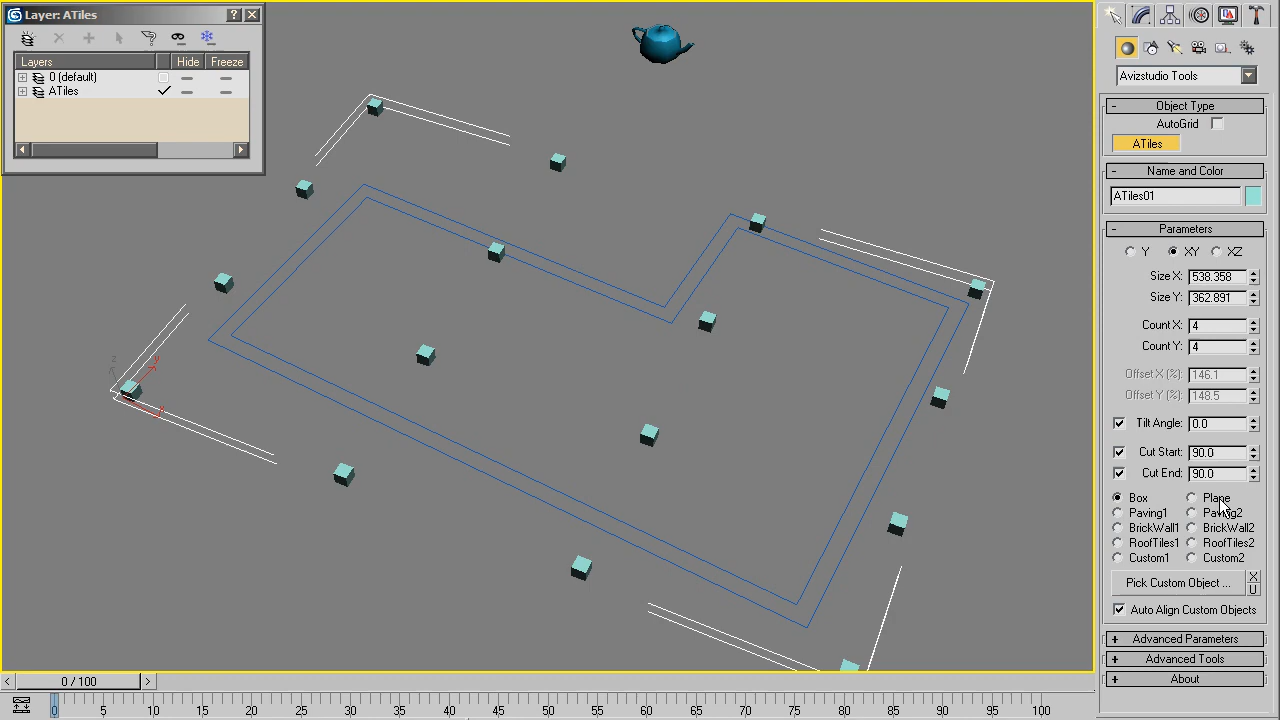 Layer: ATiles
?
Layers Hide Freeze
0 (default)
ATiles
z
y
x
0 / 100
0 5 10 15 20 25 30 35 40 45 50 55 60 65 70 75 80 85 90 95 100
Avizstudio Tools
- Object Type
AutoGrid
ATiles
- Name and Color
ATiles01
- Parameters
Y XY XZ
Size X: 538.358
Size Y: 362.891
Count X: 4
Count Y: 4
Offset X (%): 146.1
Offset Y (%): 148.5
Tilt Angle: 0.0
Cut Start: 90.0
Cut End: 90.0
Box Plane
Paving1 Paving2
BrickWall1 BrickWall2
RoofTiles1 RoofTiles2
Custom1 Custom2
Pick Custom Object ... X
U
Auto Align Custom Objects
+ Advanced Parameters
+ Advanced Tools
+ About